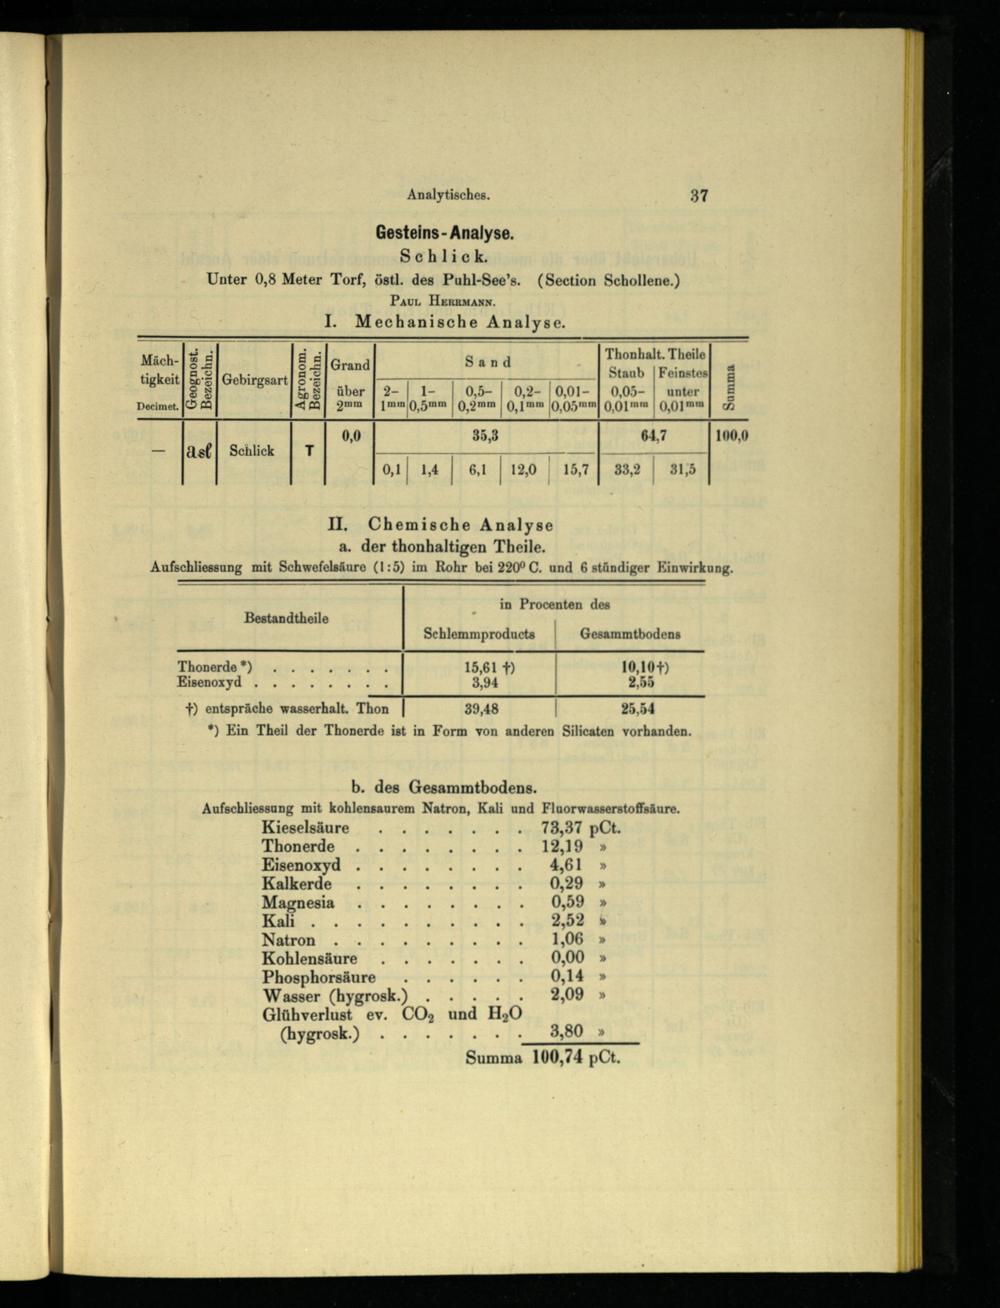 Analytisches. 37
Gesteins-Analyse.
Schlick.
Unter 0,8 Meter Torf, östl. des Puhl-See's. (Section Schollene.)
PAUL HERRMANN.
I. Mechanische Analyse.
Mäch-
tigkeit
Decimet.
Geognost.
Bezeichn.
Gebirgsart
Agronom.
Bezeichn.
Grand
über
2mm
Sand
2– 1– 0,5– 0,2– 0,01–
1mm 0,5mm 0,2mm 0,1mm 0,05mm
Thonhalt. Theile
Staub Feinstes
0,05– unter
0,01mm 0,01mm
Summa
— asl Schlick T 0,0 35,3 64,7 100,0
0,1 1,4 6,1 12,0 15,7 33,2 31,5
II. Chemische Analyse
a. der thonhaltigen Theile.
Aufschliessung mit Schwefelsäure (1:5) im Rohr bei 220° C. und 6 stündiger Einwirkung.
Bestandtheile
in Procenten des
Schlemmproducts Gesammtbodens
Thonerde *) . . . . . . . 15,61 †) 10,10†)
Eisenoxyd . . . . . . . . 3,94 2,55
†) entspräche wasserhalt. Thon 39,48 25,54
*) Ein Theil der Thonerde ist in Form von anderen Silicaten vorhanden.
b. des Gesammtbodens.
Aufschliessung mit kohlensaurem Natron, Kali und Fluorwasserstoffsäure.
Kieselsäure . . . . . . . 73,37 pCt.
Thonerde . . . . . . . . 12,19 »
Eisenoxyd . . . . . . . . 4,61 »
Kalkerde . . . . . . . . 0,29 »
Magnesia . . . . . . . . 0,59 »
Kali . . . . . . . . . . 2,52 »
Natron . . . . . . . . . 1,06 »
Kohlensäure . . . . . . . 0,00 »
Phosphorsäure . . . . . . 0,14 »
Wasser (hygrosk.) . . . . . 2,09 »
Glühverlust ev. CO₂ und H₂O
(hygrosk.) . . . . . . . 3,80 »
Summa 100,74 pCt.